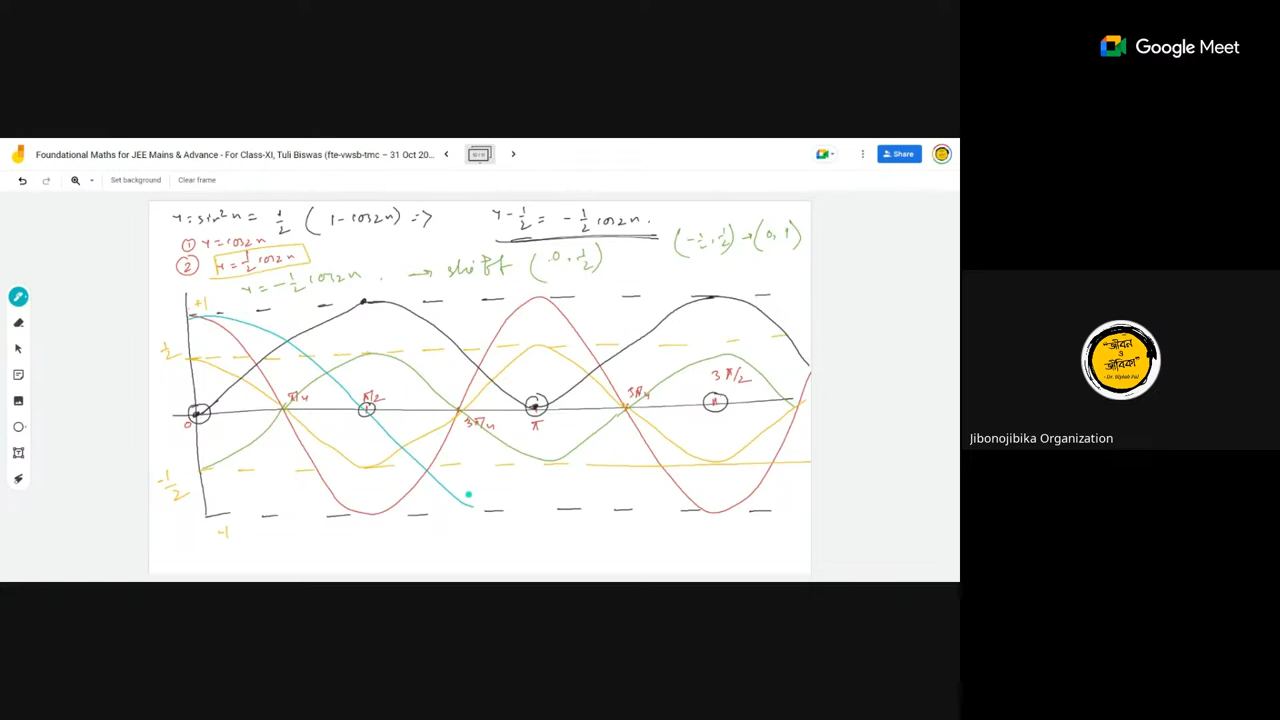 Google Meet
Foundational Maths for JEE Mains & Advance - For Class-XI, Tuli Biswas (fte-vwsb-tmc – 31 Oct 20...
Share
Set background
Clear frame
y = sin²x = 1/2 (1 - cos2x) =>
y - 1/2 = - 1/2 cos2x.
① y = cos2x
② y = 1/2 cos2x
y = - 1/2 cos2x . → shift (0, 1/2)
(-1/2, 1/2) → (0, 1)
+1
1/2
0
π/4
π/2
3π/4
π
5π/4
3π/2
-1/2
-1
Jibonojibika Organization
"জীবন
ও
জীবিকা"